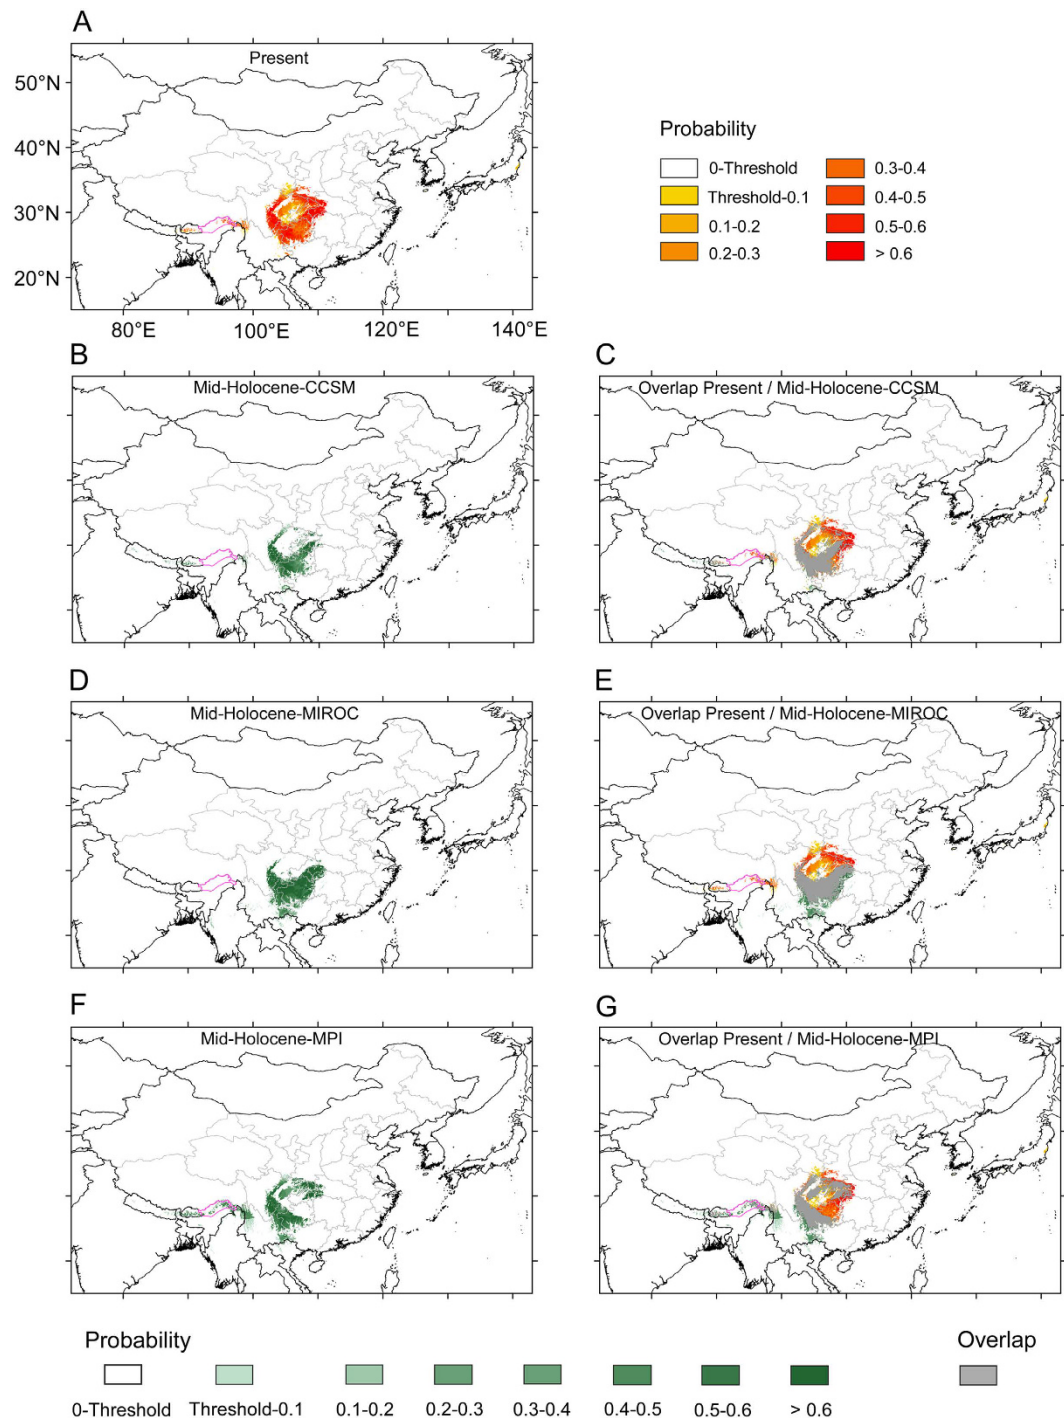 A
Present
50°N
40°N
30°N
20°N
80°E 100°E 120°E 140°E
Probability
0-Threshold 0.3-0.4
Threshold-0.1 0.4-0.5
0.1-0.2 0.5-0.6
0.2-0.3 > 0.6
B
Mid-Holocene-CCSM
C
Overlap Present / Mid-Holocene-CCSM
D
Mid-Holocene-MIROC
E
Overlap Present / Mid-Holocene-MIROC
F
Mid-Holocene-MPI
G
Overlap Present / Mid-Holocene-MPI
Probability Overlap
0-Threshold Threshold-0.1 0.1-0.2 0.2-0.3 0.3-0.4 0.4-0.5 0.5-0.6 > 0.6